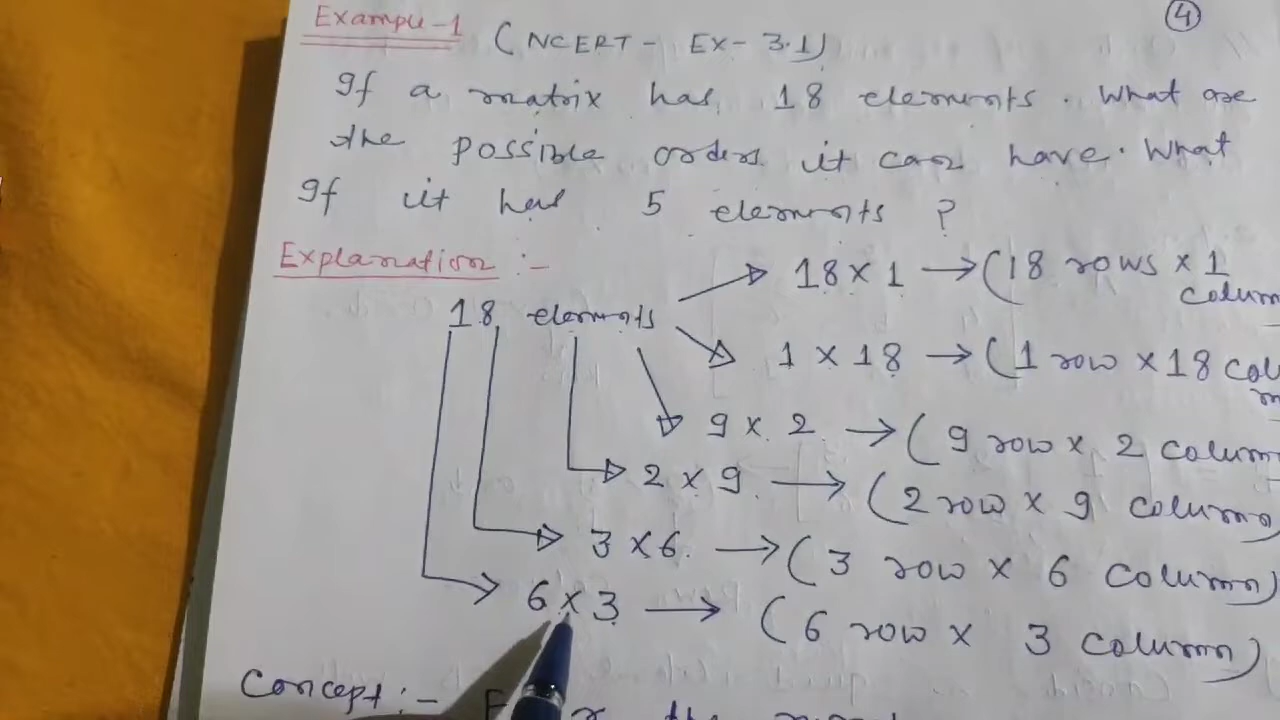 Example-1 (NCERT - EX- 3.1)
4
If a matrix has 18 elements. What are
the possible orders it can have. What
If it has 5 elements ?
Explanation :-
18 elements
18 × 1 → (18 rows × 1
colum
1 × 18 → (1 row × 18 col
m
9 × 2 → (9 row × 2 colum
2 × 9 → (2 row × 9 column)
3 × 6 → (3 row × 6 column)
6 × 3 → (6 row × 3 column)
Concept :- the